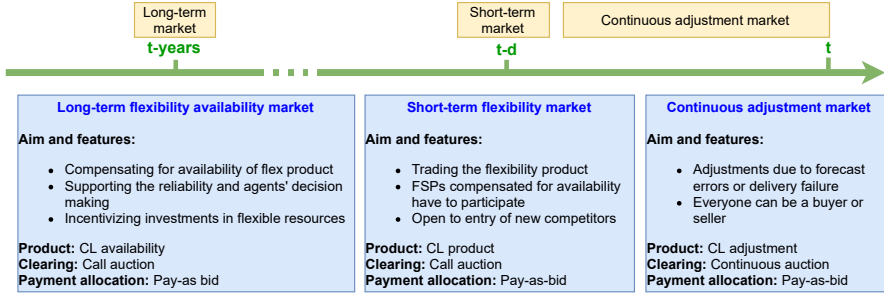 Long-term
market
Short-term
market
Continuous adjustment market
t-years
t-d
t
Long-term flexibility availability market
Aim and features:
• Compensating for availability of flex product
• Supporting the reliability and agents' decision
making
• Incentivizing investments in flexible resources
Product: CL availability
Clearing: Call auction
Payment allocation: Pay-as bid
Short-term flexibility market
Aim and features:
• Trading the flexibility product
• FSPs compensated for availability
have to participate
• Open to entry of new competitors
Product: CL product
Clearing: Call auction
Payment allocation: Pay-as-bid
Continuous adjustment market
Aim and features:
• Adjustments due to forecast
errors or delivery failure
• Everyone can be a buyer or
seller
Product: CL adjustment
Clearing: Continuous auction
Payment allocation: Pay-as-bid